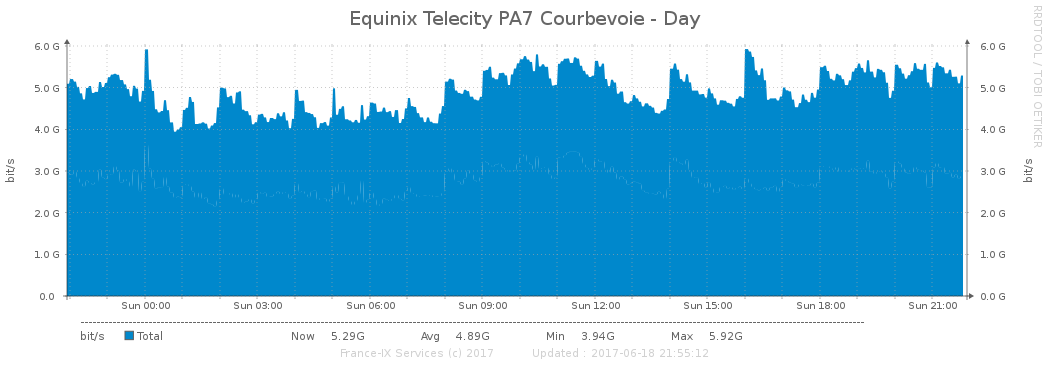 Equinix Telecity PA7 Courbevoie - Day
RRDTOOL / TOBI OETIKER
bit/s
6.0 G
5.0 G
4.0 G
3.0 G
2.0 G
1.0 G
0.0
6.0 G
5.0 G
4.0 G
3.0 G
2.0 G
1.0 G
0.0 G
bit/s
Sun 00:00 Sun 03:00 Sun 06:00 Sun 09:00 Sun 12:00 Sun 15:00 Sun 18:00 Sun 21:00
bit/s Total Now 5.29G Avg 4.89G Min 3.94G Max 5.92G
France-IX Services (c) 2017 Updated : 2017-06-18 21:55:12